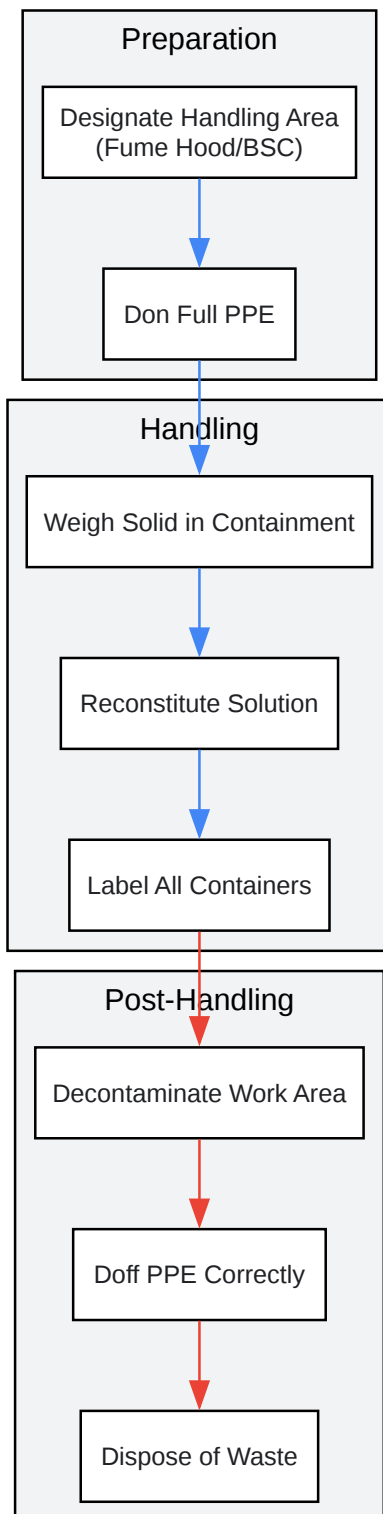 Preparation
Designate Handling Area
(Fume Hood/BSC)
Don Full PPE
Handling
Weigh Solid in Containment
Reconstitute Solution
Label All Containers
Post-Handling
Decontaminate Work Area
Doff PPE Correctly
Dispose of Waste